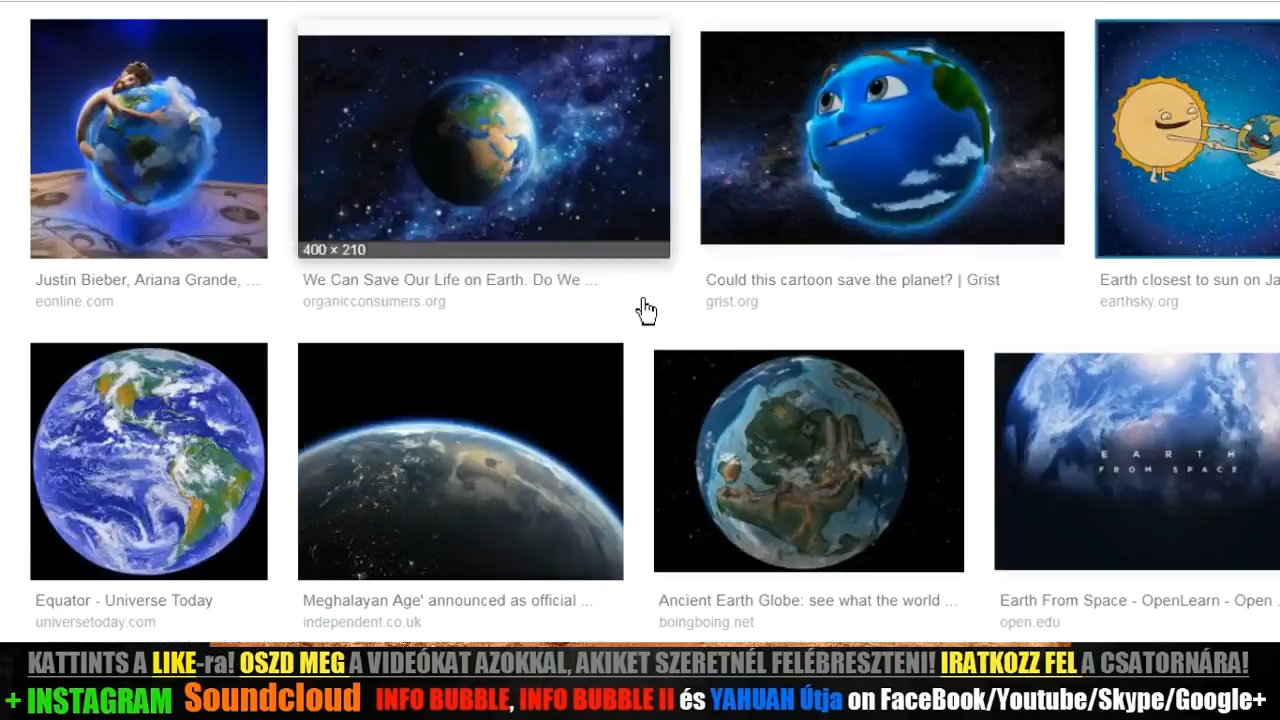 400 × 210
Justin Bieber, Ariana Grande, ...
We Can Save Our Life on Earth. Do We ...
Could this cartoon save the planet? | Grist
Earth closest to sun on Ja
eonline.com
organicconsumers.org
grist.org
earthsky.org
EARTH
FROM SPACE
Equator - Universe Today
Meghalayan Age' announced as official ...
Ancient Earth Globe: see what the world ...
Earth From Space - OpenLearn - Open
universetoday.com
independent.co.uk
boingboing.net
open.edu
KATTINTS A LIKE-ra! OSZD MEG A VIDEÓKAT AZOKKAL, AKIKET SZERETNÉL FELÉBRESZTENI! IRATKOZZ FEL A CSATORNÁRA!
+ INSTAGRAM Soundcloud INFO BUBBLE, INFO BUBBLE II és YAHUAH Útja on FaceBook/Youtube/Skype/Google+